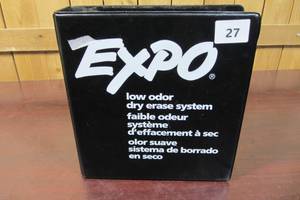 27
EXPO®
low odor
dry erase system
faible odeur
système
d'effacement à sec
olor suave
sistema de borrado
en seco